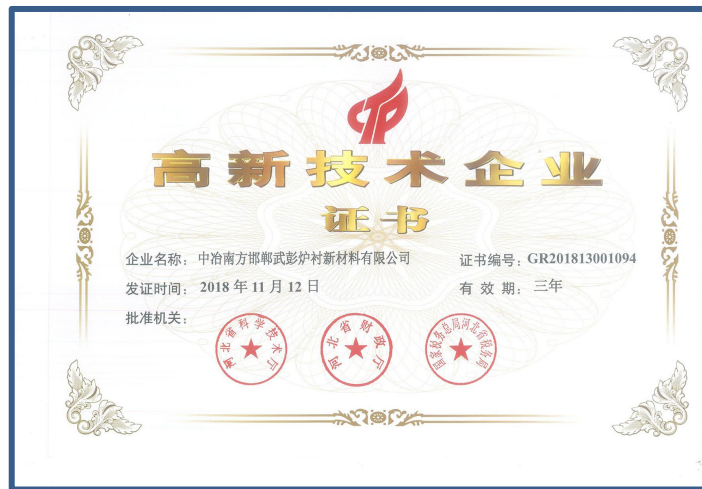 高新技术企业
证书
企业名称：中冶南方邯郸武彭炉衬新材料有限公司
证书编号：GR201813001094
发证时间：2018 年 11 月 12 日
有效期：三年
批准机关：
河北省科学技术厅
河北省财政厅
国家税务总局河北省税务局